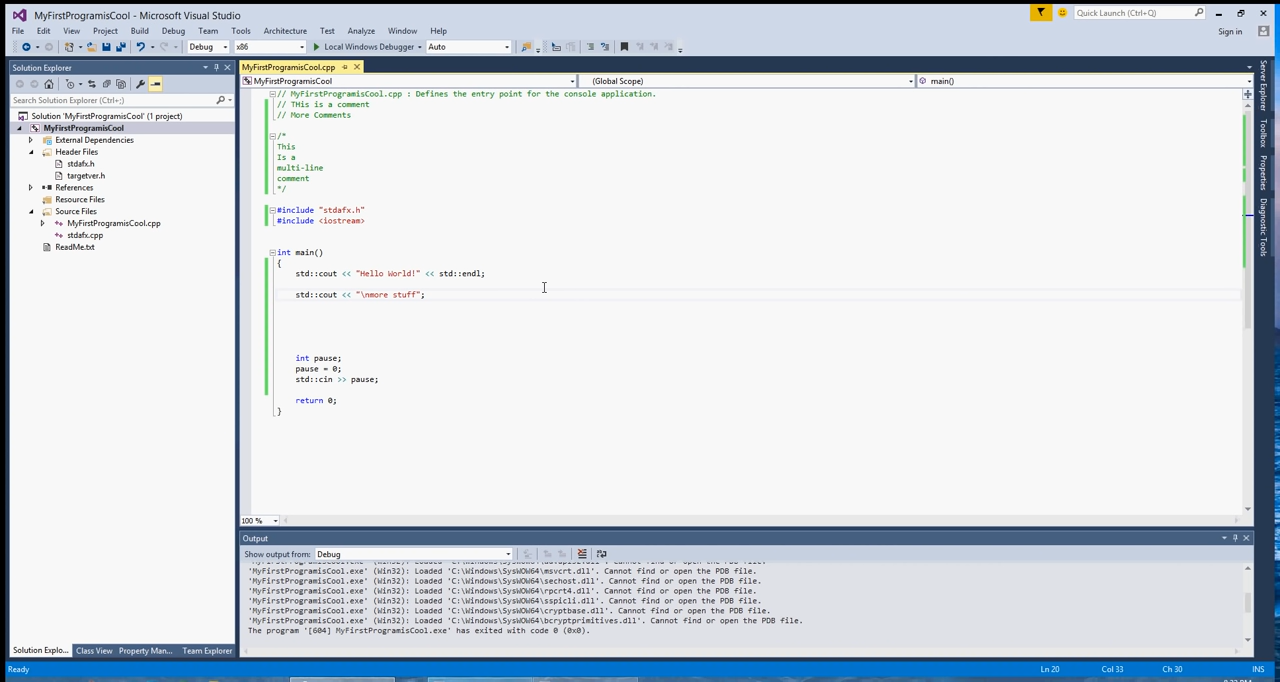 MyFirstProgramisCool - Microsoft Visual Studio
Quick Launch (Ctrl+Q)
File Edit View Project Build Debug Team Tools Architecture Test Analyze Window Help
Sign in
Debug x86 Local Windows Debugger Auto
Solution Explorer
Search Solution Explorer (Ctrl+;)
Solution 'MyFirstProgramisCool' (1 project)
MyFirstProgramisCool
External Dependencies
Header Files
stdafx.h
targetver.h
References
Resource Files
Source Files
MyFirstProgramisCool.cpp
stdafx.cpp
ReadMe.txt
Solution Explo... Class View Property Man... Team Explorer
MyFirstProgramisCool.cpp
MyFirstProgramisCool (Global Scope) main()
// MyFirstProgramisCool.cpp : Defines the entry point for the console application.
// THis is a comment
// More Comments
/*
This
Is a
multi-line
comment
*/
#include "stdafx.h"
#include <iostream>
int main()
{
std::cout << "Hello World!" << std::endl;
std::cout << "\nmore stuff";
int pause;
pause = 0;
std::cin >> pause;
return 0;
}
100 %
Output
Show output from: Debug
'MyFirstProgramisCool.exe' (Win32): Loaded 'C:\Windows\SysWOW64\msvcrt.dll'. Cannot find or open the PDB file.
'MyFirstProgramisCool.exe' (Win32): Loaded 'C:\Windows\SysWOW64\sechost.dll'. Cannot find or open the PDB file.
'MyFirstProgramisCool.exe' (Win32): Loaded 'C:\Windows\SysWOW64\rpcrt4.dll'. Cannot find or open the PDB file.
'MyFirstProgramisCool.exe' (Win32): Loaded 'C:\Windows\SysWOW64\sspicli.dll'. Cannot find or open the PDB file.
'MyFirstProgramisCool.exe' (Win32): Loaded 'C:\Windows\SysWOW64\cryptbase.dll'. Cannot find or open the PDB file.
'MyFirstProgramisCool.exe' (Win32): Loaded 'C:\Windows\SysWOW64\bcryptprimitives.dll'. Cannot find or open the PDB file.
The program '[604] MyFirstProgramisCool.exe' has exited with code 0 (0x0).
Server Explorer
Toolbox
Properties
Diagnostic Tools
Ready Ln 20 Col 33 Ch 30 INS